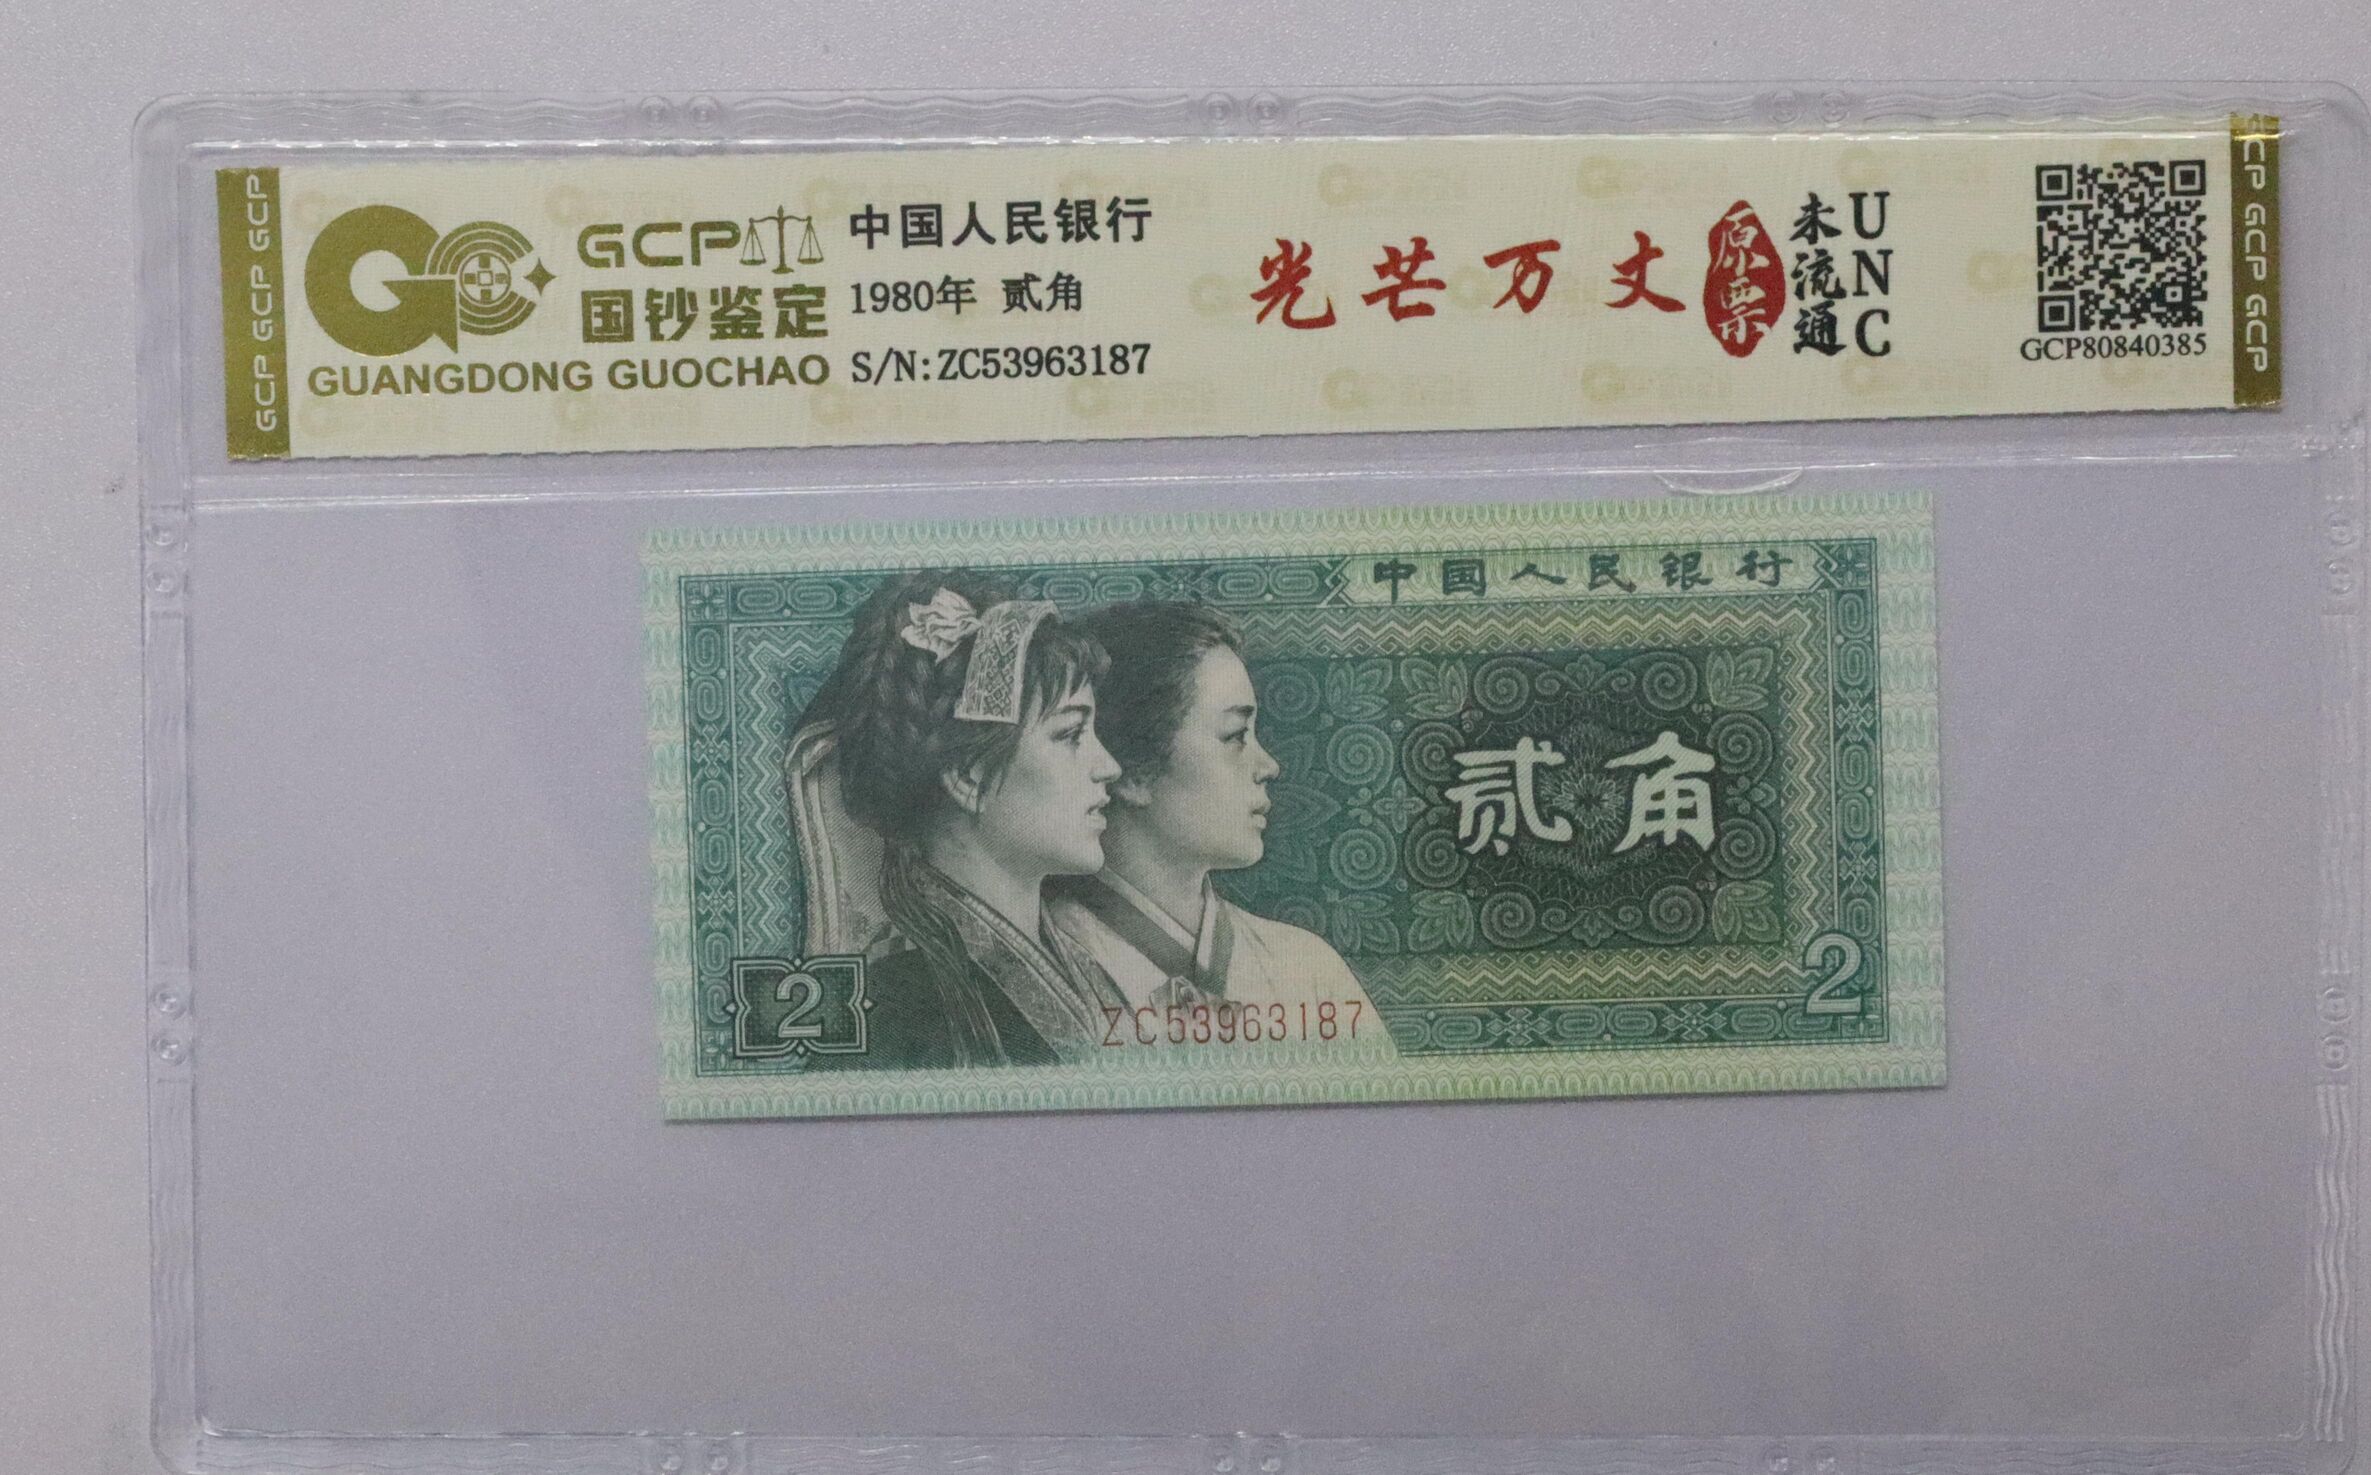 GCP GCP GCP
GCP
国钞鉴定
GUANGDONG GUOCHAO
中国人民银行
1980年 贰角
S/N:ZC53963187
光芒万丈
原票
未流通
UNC
GCP80840385
GCP GCP GCP
中国人民银行
贰角
2
ZC53963187
2